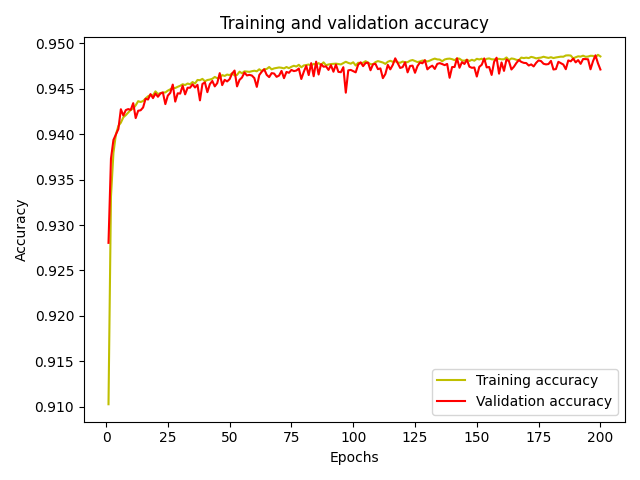 Training and validation accuracy
Accuracy
0.950
0.945
0.940
0.935
0.930
0.925
0.920
0.915
0.910
0 25 50 75 100 125 150 175 200
Epochs
Training accuracy
Validation accuracy